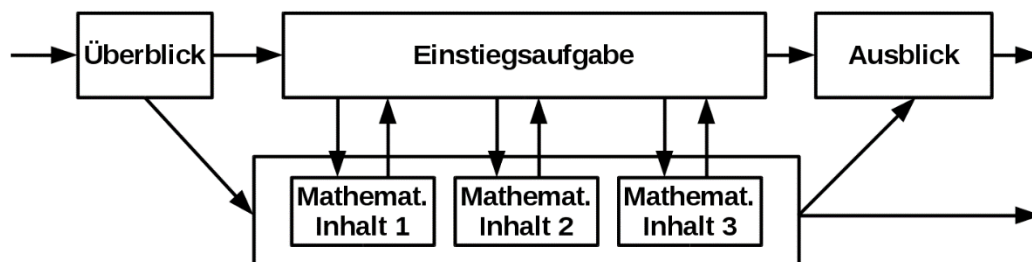 Überblick
Einstiegsaufgabe
Ausblick
Mathemat.
Inhalt 1
Mathemat.
Inhalt 2
Mathemat.
Inhalt 3